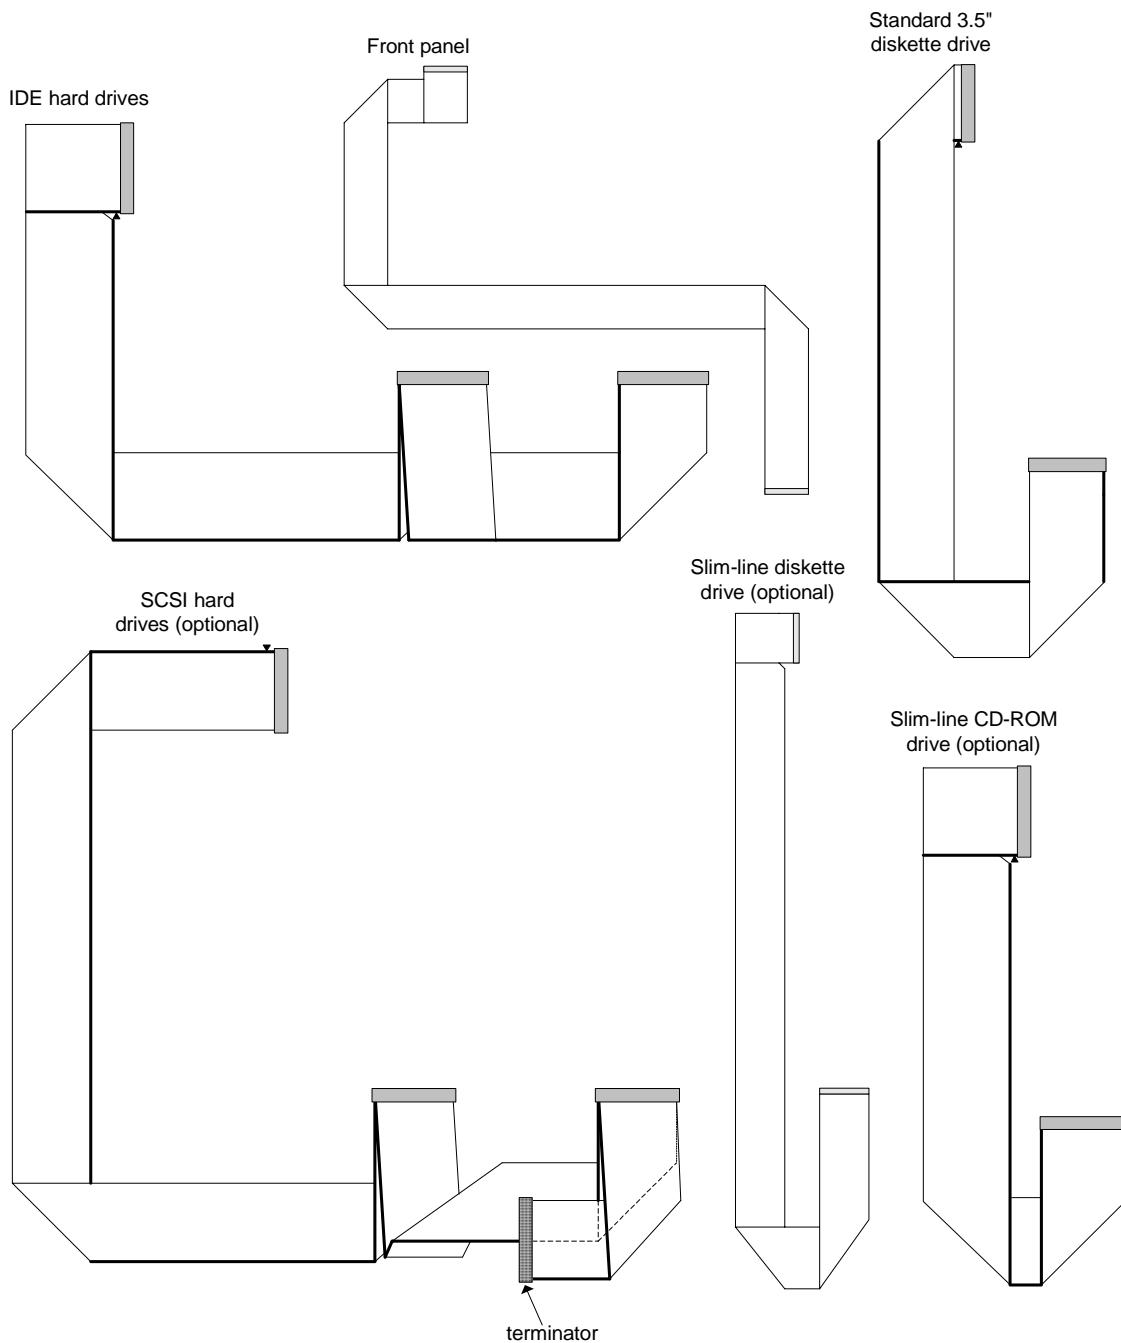 Standard 3.5"
diskette drive
Front panel
IDE hard drives
Slim-line diskette
drive (optional)
SCSI hard
drives (optional)
Slim-line CD-ROM
drive (optional)
terminator